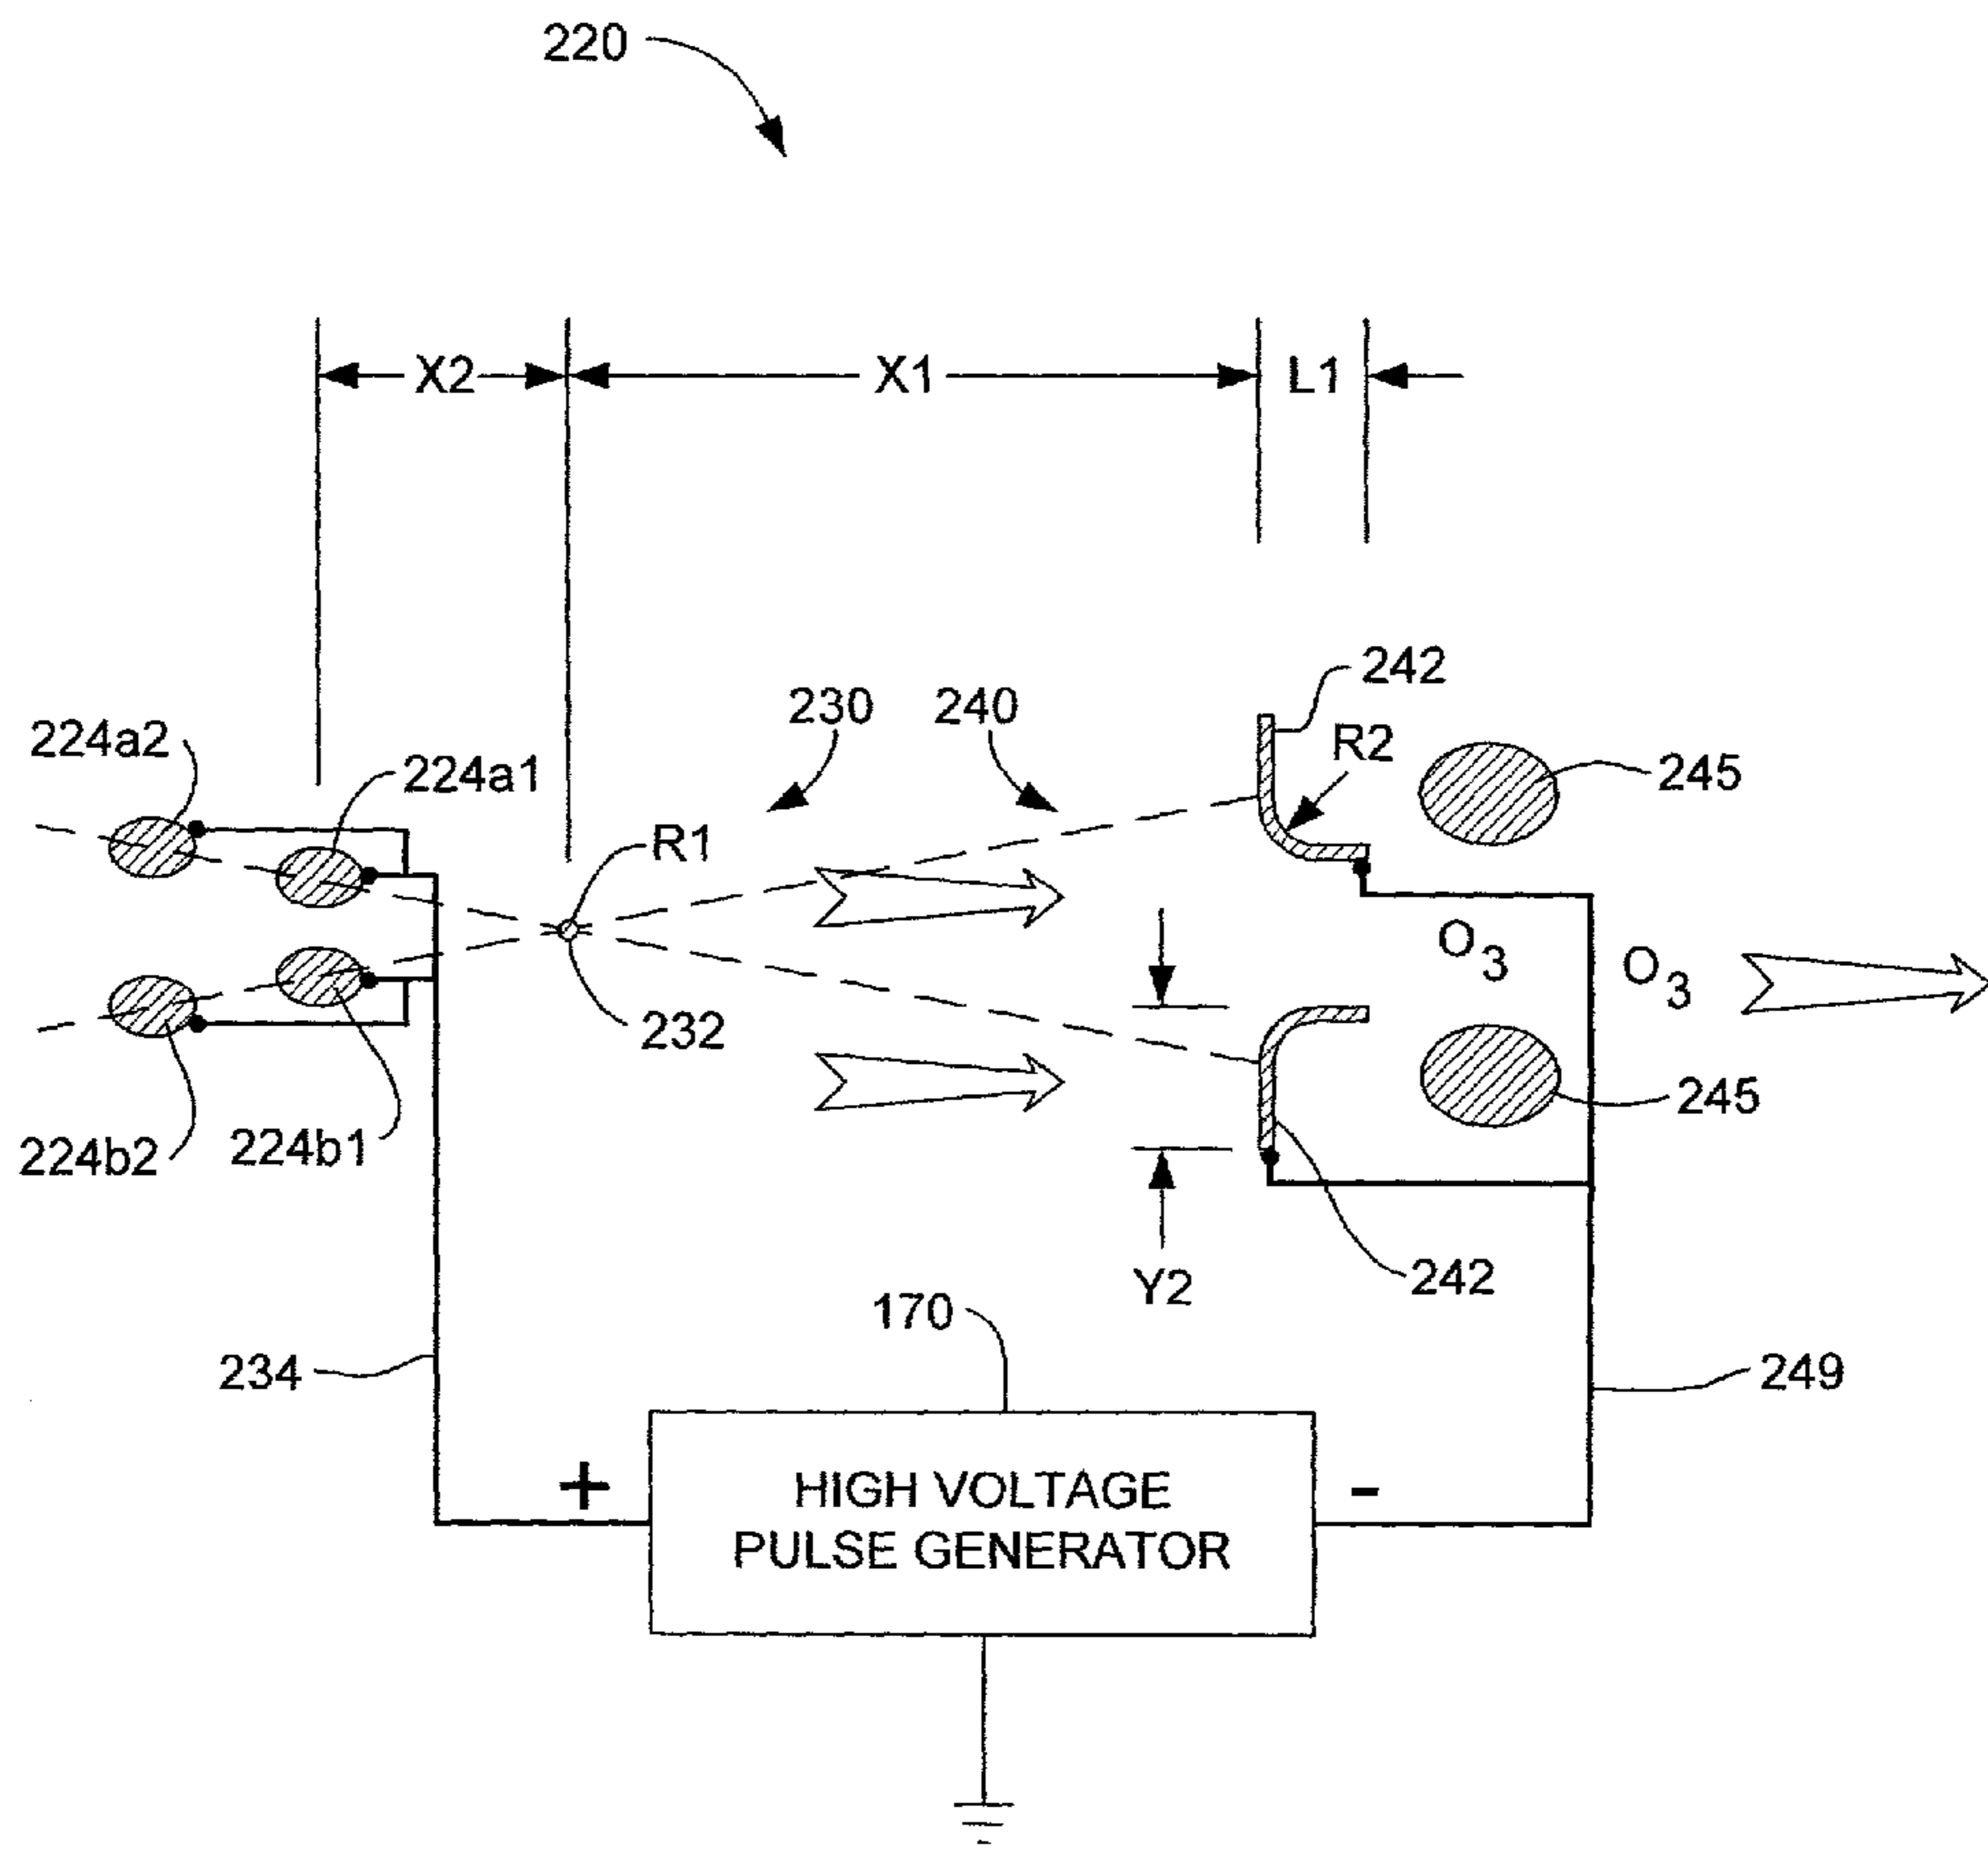 220
X2
X1
L1
242
230
240
R2
224a2
224a1
245
R1
O3
O3
232
245
224b2
224b1
242
Y2
170
234
249
+
-
HIGH VOLTAGE
PULSE GENERATOR